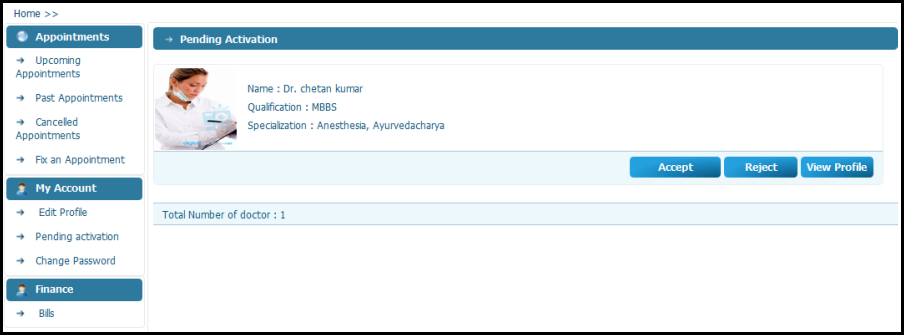 Home >>
Appointments
→ Upcoming
Appointments
→ Past Appointments
→ Cancelled
Appointments
→ Fix an Appointment
My Account
→ Edit Profile
→ Pending activation
→ Change Password
Finance
→ Bills
→ Pending Activation
Name : Dr. chetan kumar
Qualification : MBBS
Specialization : Anesthesia, Ayurvedacharya
Accept Reject View Profile
Total Number of doctor : 1